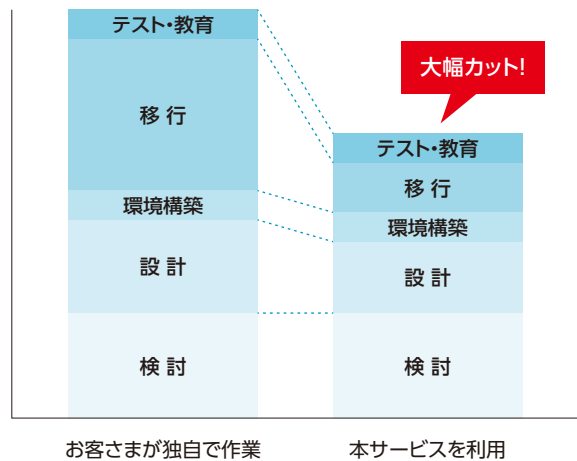 テスト・教育
移 行
環境構築
設 計
検 討
お客さまが独自で作業
大幅カット!
テスト・教育
移 行
環境構築
設 計
検 討
本サービスを利用